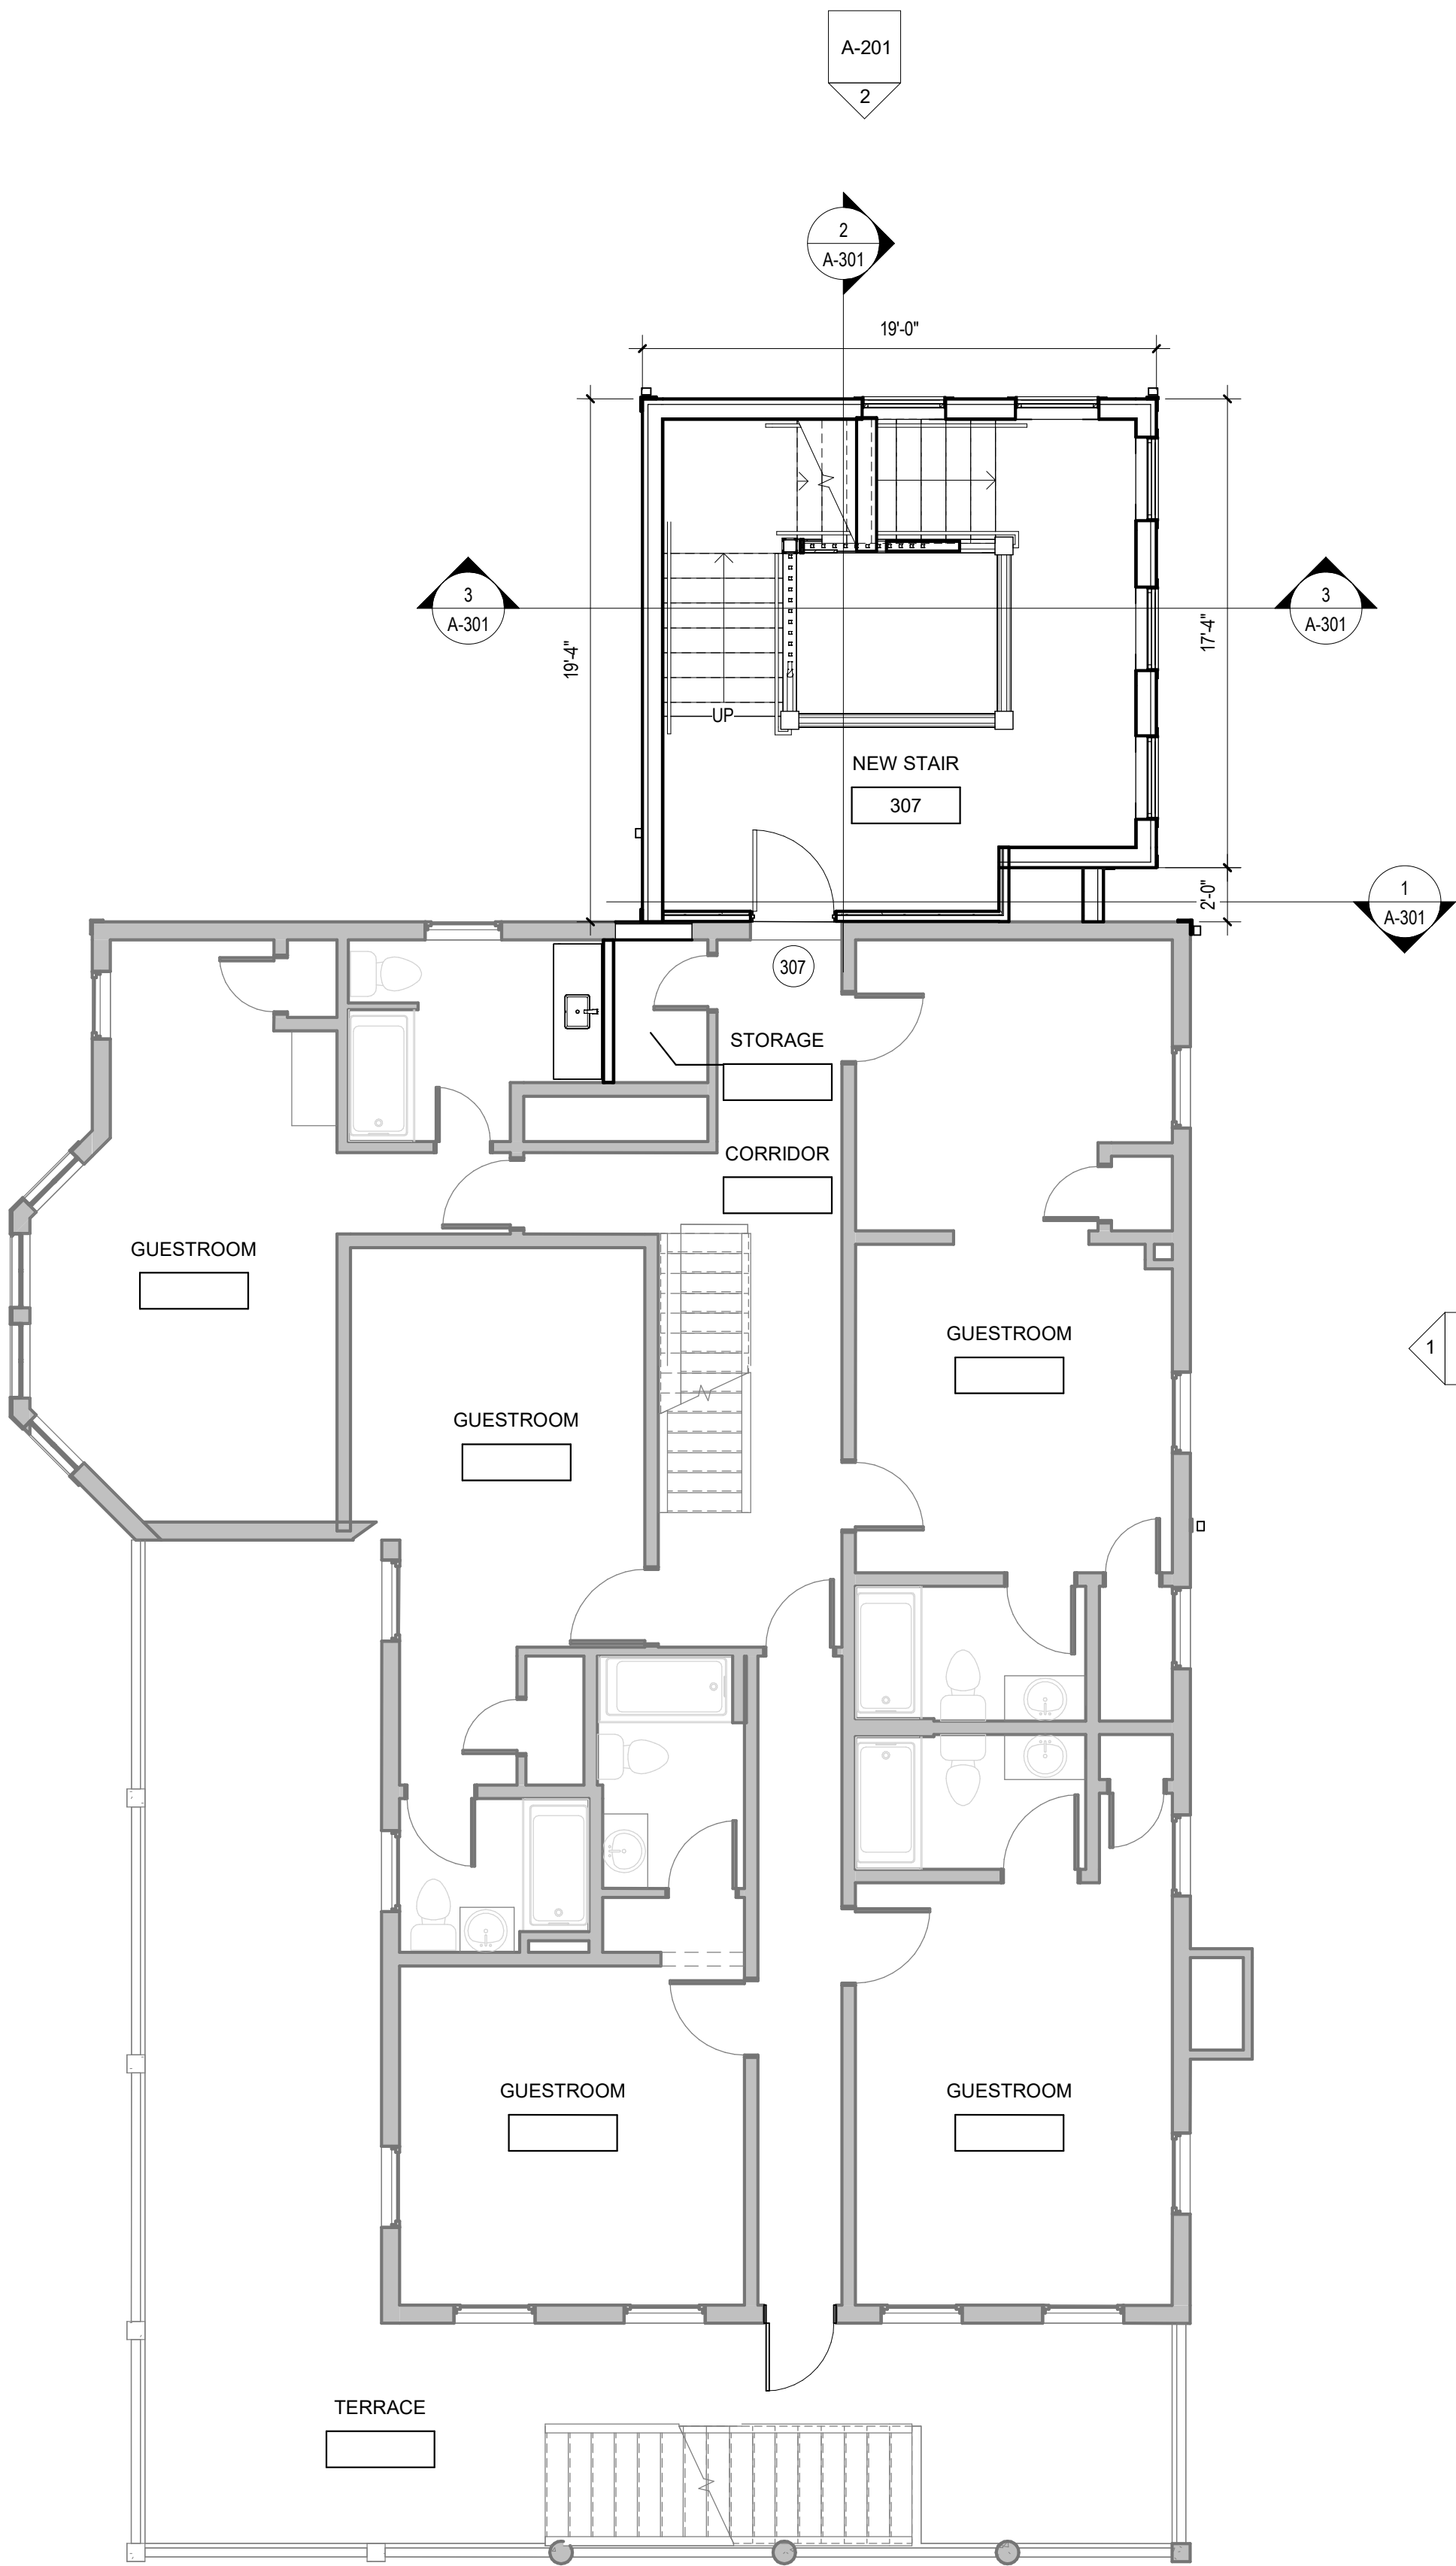 A-201
2
2
A-301
19'-0"
3
A-301
3
A-301
19'-4"
17'-4"
UP
NEW STAIR
307
2'-0"
1
A-301
307
STORAGE
CORRIDOR
GUESTROOM
GUESTROOM
1
GUESTROOM
GUESTROOM
GUESTROOM
TERRACE